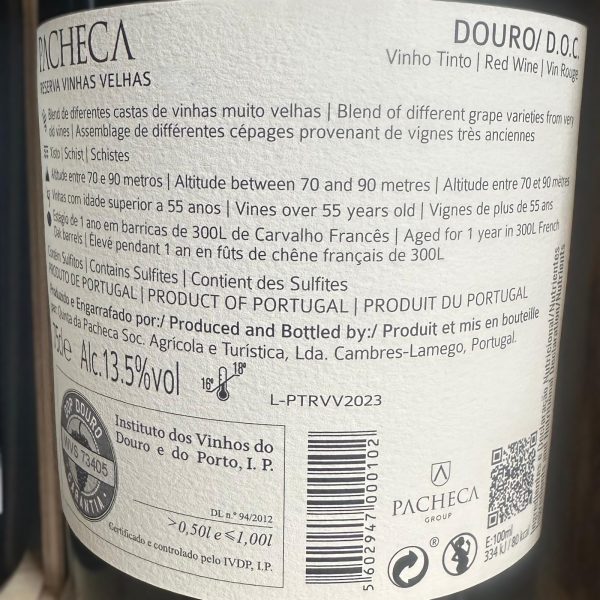 PACHECA
RESERVA VINHAS VELHAS
DOURO/ D.O.C.
Vinho Tinto | Red Wine | Vin Rouge
Blend de diferentes castas de vinhas muito velhas | Blend of different grape varieties from very
old vines | Assemblage de différentes cépages provenant de vignes très anciennes
Xisto | Schist | Schistes
Altitude entre 70 e 90 metros | Altitude between 70 and 90 metres | Altitude entre 70 et 90 mètres
Vinhas com idade superior a 55 anos | Vines over 55 years old | Vignes de plus de 55 ans
Estágio de 1 ano em barricas de 300L de Carvalho Francês | Aged for 1 year in 300L French
Oak barrels | Élevé pendant 1 an en fûts de chêne français de 300L
Contém Sulfitos | Contains Sulfites | Contient des Sulfites
PRODUTO DE PORTUGAL | PRODUCT OF PORTUGAL | PRODUIT DU PORTUGAL
Produzido e Engarrafado por:/ Produced and Bottled by:/ Produit et mis en bouteille
par: Quinta da Pacheca Soc. Agrícola e Turística, Lda. Cambres-Lamego, Portugal.
75cl e Alc.13.5%vol
16º 18º
L-PTRVV2023
DOP DOURO
VVS 73405
GARANTIA
Instituto dos Vinhos do
Douro e do Porto, I. P.
DL n.º 94/2012
>0,50l e ≤1,00l
Certificado e controlado pelo IVDP, I.P.
5 602947 000102
PACHECA
GROUP
E:100ml
334 KJ / 80 kcal